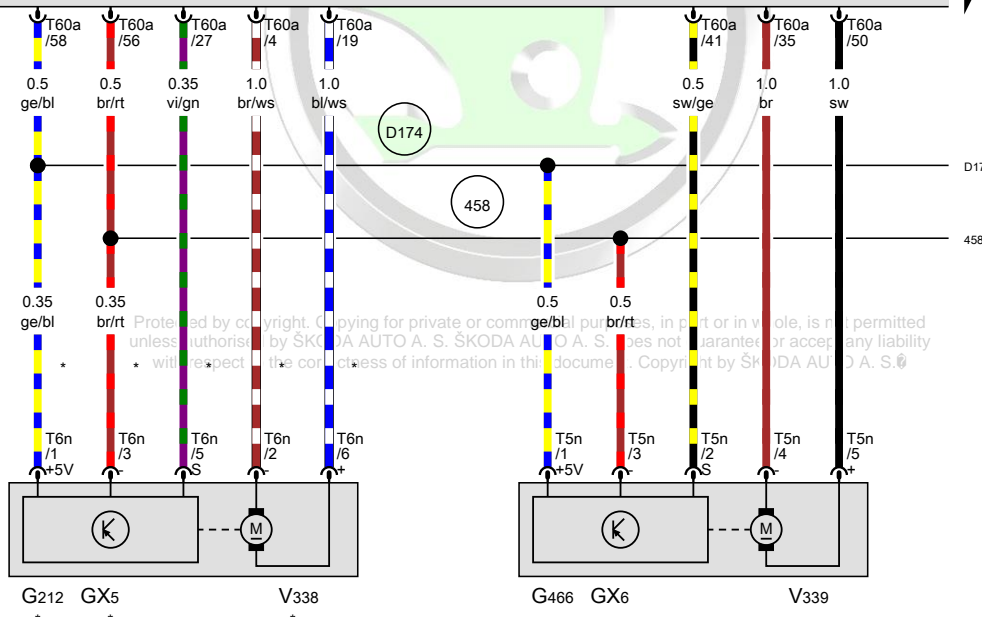 T60a T60a T60a T60a T60a T60a T60a T60a
/58 /56 /27 /4 /19 /41 /35 /50
0.5 0.5 0.35 1.0 1.0 0.5 1.0 1.0
ge/bl br/rt vi/gn br/ws bl/ws sw/ge br sw
D174
D17
458
458
0.35 0.35 0.5 0.5
ge/bl br/rt ge/bl br/rt
Protected by copyright. Copying for private or commercial purposes, in part or in whole, is not permitted
unless authorised by ŠKODA AUTO A. S. ŠKODA AUTO A. S. does not guarantee or accept any liability
* * * * *
with respect to the correctness of information in this document. Copyright by ŠKODA AUTO A. S.�
T6n T6n T6n T6n T6n T5n T5n T5n T5n T5n
/1 /3 /5 /2 /6 /1 /3 /2 /4 /5
+5V - S - + +5V - S - +
M M
G212 GX5 V338 G466 GX6 V339
* * *